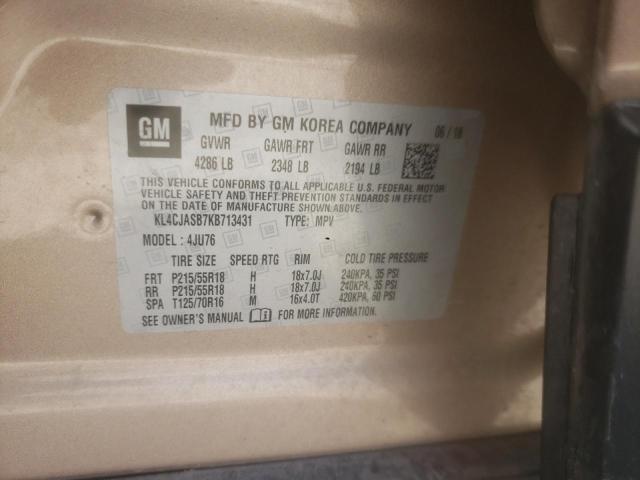 GM
MFD BY GM KOREA COMPANY 06 / 18
GVWR GAWR FRT GAWR RR
4286 LB 2348 LB 2194 LB
THIS VEHICLE CONFORMS TO ALL APPLICABLE U.S. FEDERAL MOTOR
VEHICLE SAFETY AND THEFT PREVENTION STANDARDS IN EFFECT ON
THE DATE OF MANUFACTURE SHOWN ABOVE.
KL4CJASB7KB713431 TYPE: MPV
MODEL : 4JU76
TIRE SIZE SPEED RTG RIM COLD TIRE PRESSURE
FRT P215/55R18 H 18x7.0J 240KPA, 35 PSI
RR P215/55R18 H 18x7.0J 240KPA, 35 PSI
SPA T125/70R16 M 16x4.0T 420KPA, 60 PSI
SEE OWNER'S MANUAL FOR MORE INFORMATION.